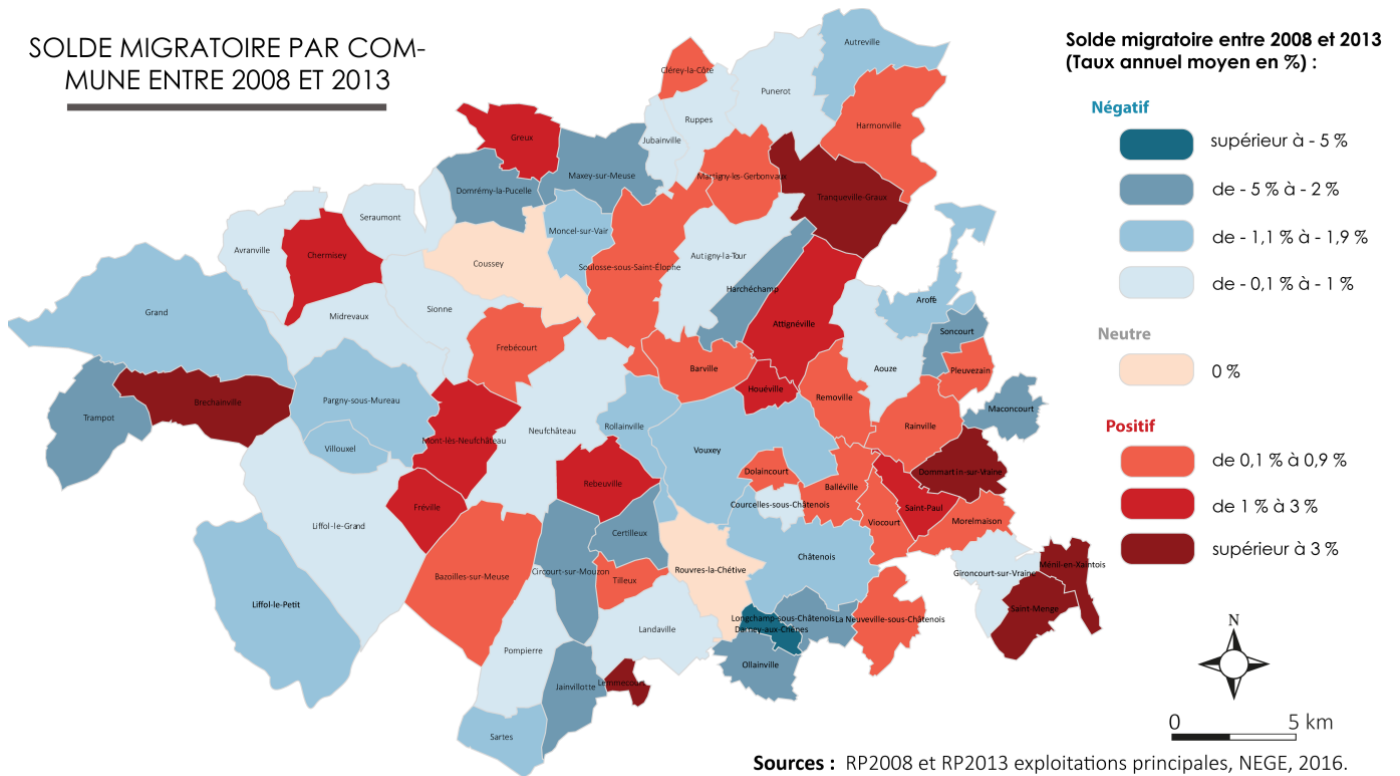 SOLDE MIGRATOIRE PAR COM-
MUNE ENTRE 2008 ET 2013
Solde migratoire entre 2008 et 2013
(Taux annuel moyen en %) :
Négatif
supérieur à - 5 %
de - 5 % à - 2 %
de - 1,1 % à - 1,9 %
de - 0,1 % à - 1 %
Neutre
0 %
Positif
de 0,1 % à 0,9 %
de 1 % à 3 %
supérieur à 3 %
Autreville
Clérey-la-Côte
Punerot
Ruppes
Harmonville
Greux
Jubainville
Maxey-sur-Meuse
Martigny-les-Gerbonvaux
Domrémy-la-Pucelle
Tranqueville-Graux
Seraumont
Moncel-sur-Vair
Avranville
Chermisey
Coussey
Soulosse-sous-Saint-Élophe
Autigny-la-Tour
Harchéchamp
Aroffe
Grand
Midrevaux
Sionne
Attignéville
Soncourt
Frebécourt
Barville
Aouze
Pleuvezain
Houéville
Removille
Trampot
Brechainville
Pargny-sous-Mureau
Maconcourt
Mont-lès-Neufchâteau
Neufchâteau
Rollainville
Vouxey
Rainville
Villouxel
Dolaincourt
Dommartin-sur-Vraine
Rebeuville
Balléville
Fréville
Courcelles-sous-Châtenois
Saint-Paul
Liffol-le-Grand
Viocourt
Morelmaison
Certilleux
Châtenois
Ménil-en-Xaintois
Bazoilles-sur-Meuse
Circourt-sur-Mouzon
Rouvres-la-Chétive
Gironcourt-sur-Vraine
Tilleux
Liffol-le-Petit
Saint-Menge
Longchamp-sous-Châtenois
La Neuveville-sous-Châtenois
Landaville
Darney-aux-Chênes
Pompierre
Ollainville
Jainvillotte
Lemmecourt
Sartes
N
0
5 km
Sources : RP2008 et RP2013 exploitations principales, NEGE, 2016.